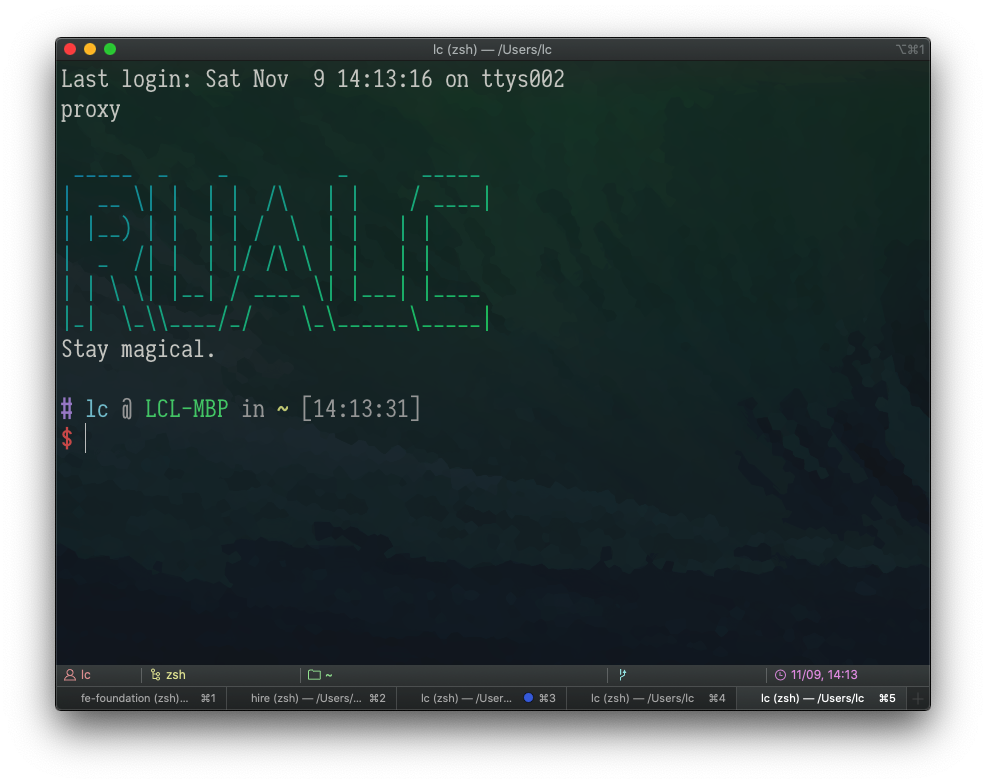 lc (zsh) — /Users/lc
⌥⌘1
Last login: Sat Nov  9 14:13:16 on ttys002
proxy
RUALC
Stay magical.
# lc @ LCL-MBP in ~ [14:13:31]
$
lc zsh ~ 11/09, 14:13
fe-foundation (zsh)... ⌘1 hire (zsh) — /Users/... ⌘2 lc (zsh) — /User... ⌘3 lc (zsh) — /Users/lc ⌘4 lc (zsh) — /Users/lc ⌘5 +